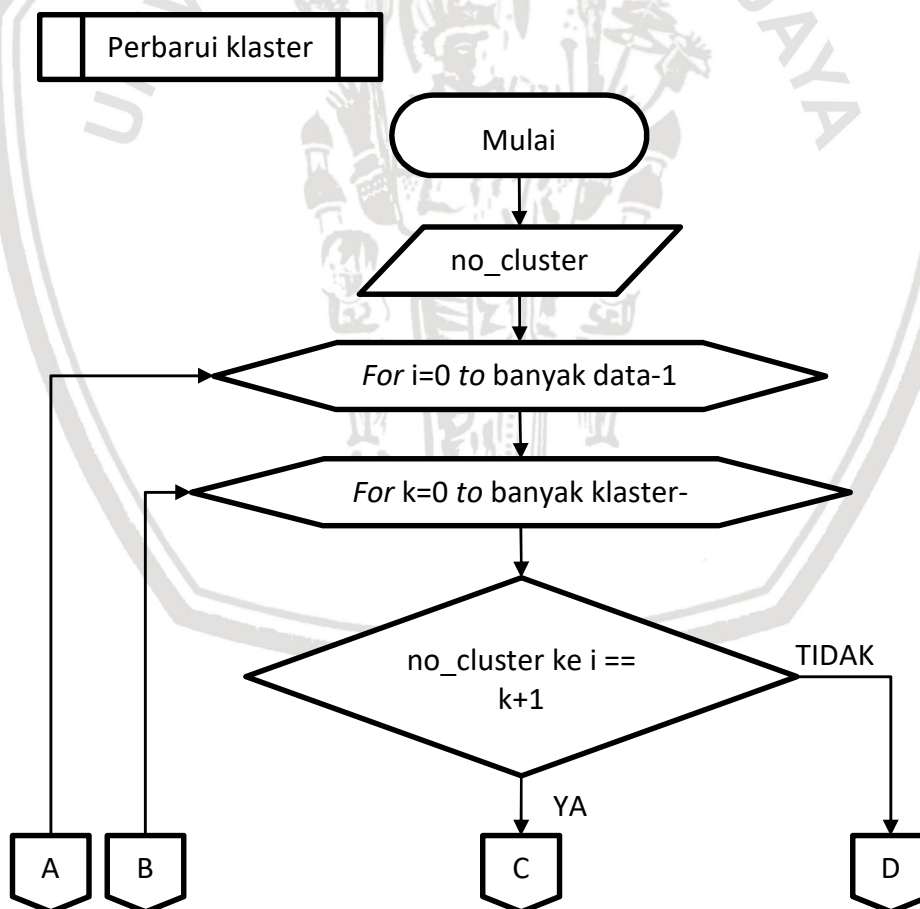 Perbarui klaster
Mulai
no_cluster
For i=0 to banyak data-1
For k=0 to banyak klaster-
no_cluster ke i ==
k+1
TIDAK
YA
A
B
C
D